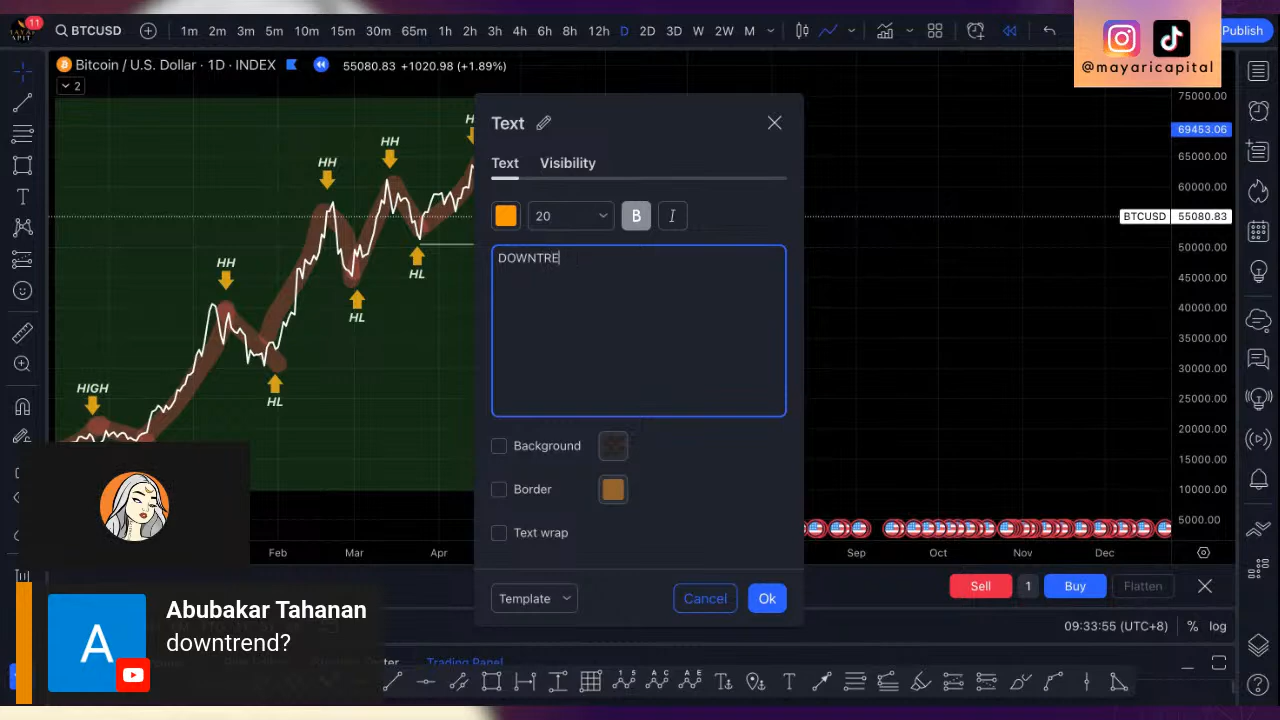 11
BTCUSD
1m 2m 3m 5m 10m 15m 30m 65m 1h 2h 3h 4h 6h 8h 12h D 2D 3D W 2W M
Publish
@mayaricapital
Bitcoin / U.S. Dollar · 1D · INDEX
55080.83 +1020.98 (+1.89%)
2
HIGH
HH
HL
HH
HL
HH
HL
Text
Text Visibility
20
B
I
DOWNTRE
Background
Border
Text wrap
Template
Cancel
Ok
75000.00
69453.06
65000.00
60000.00
BTCUSD 55080.83
50000.00
45000.00
40000.00
35000.00
30000.00
25000.00
20000.00
15000.00
10000.00
5000.00
Feb Mar Apr Sep Oct Nov Dec
Sell
1
Buy
Flatten
09:33:55 (UTC+8)
%
log
Trading Panel
A
Abubakar Tahanan
downtrend?